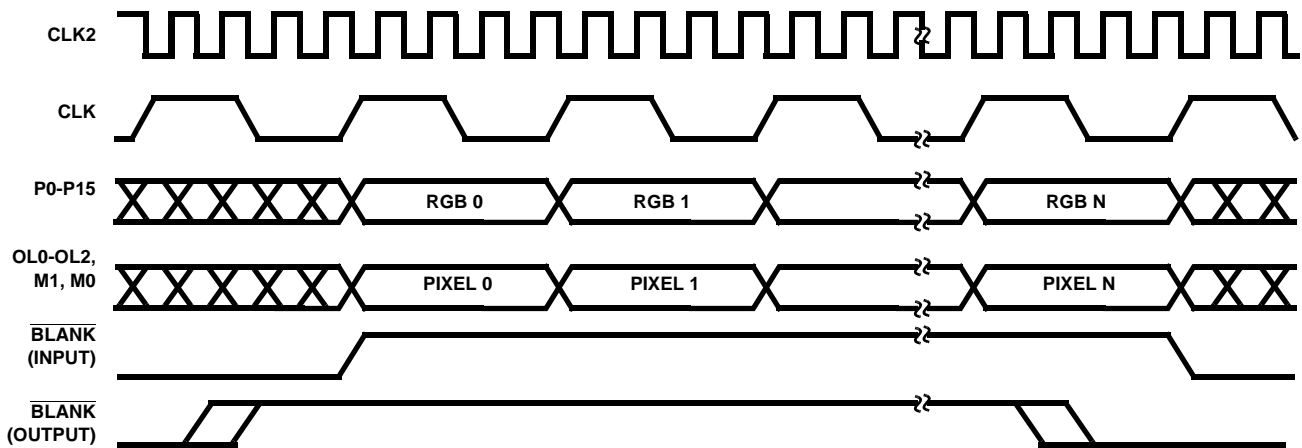 CLK2
CLK
P0-P15
RGB 0
RGB 1
RGB N
OL0-OL2,
M1, M0
PIXEL 0
PIXEL 1
PIXEL N
BLANK
(INPUT)
BLANK
(OUTPUT)